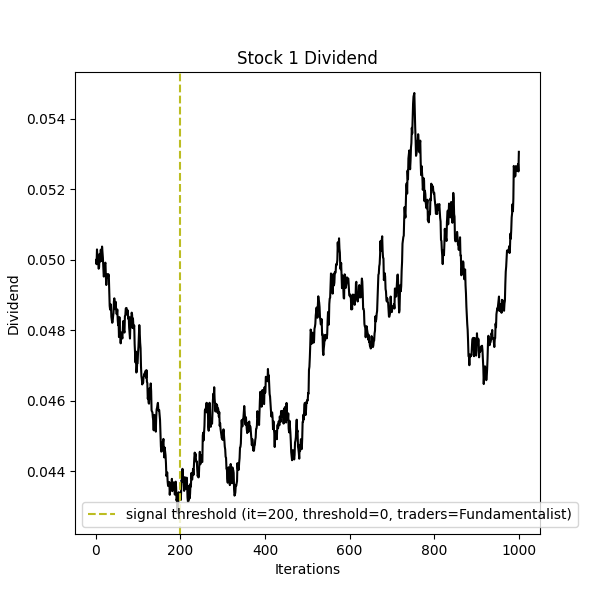 Stock 1 Dividend
0.054
0.052
0.050
0.048
0.046
0.044
Dividend
signal threshold (it=200, threshold=0, traders=Fundamentalist)
0 200 400 600 800 1000
Iterations